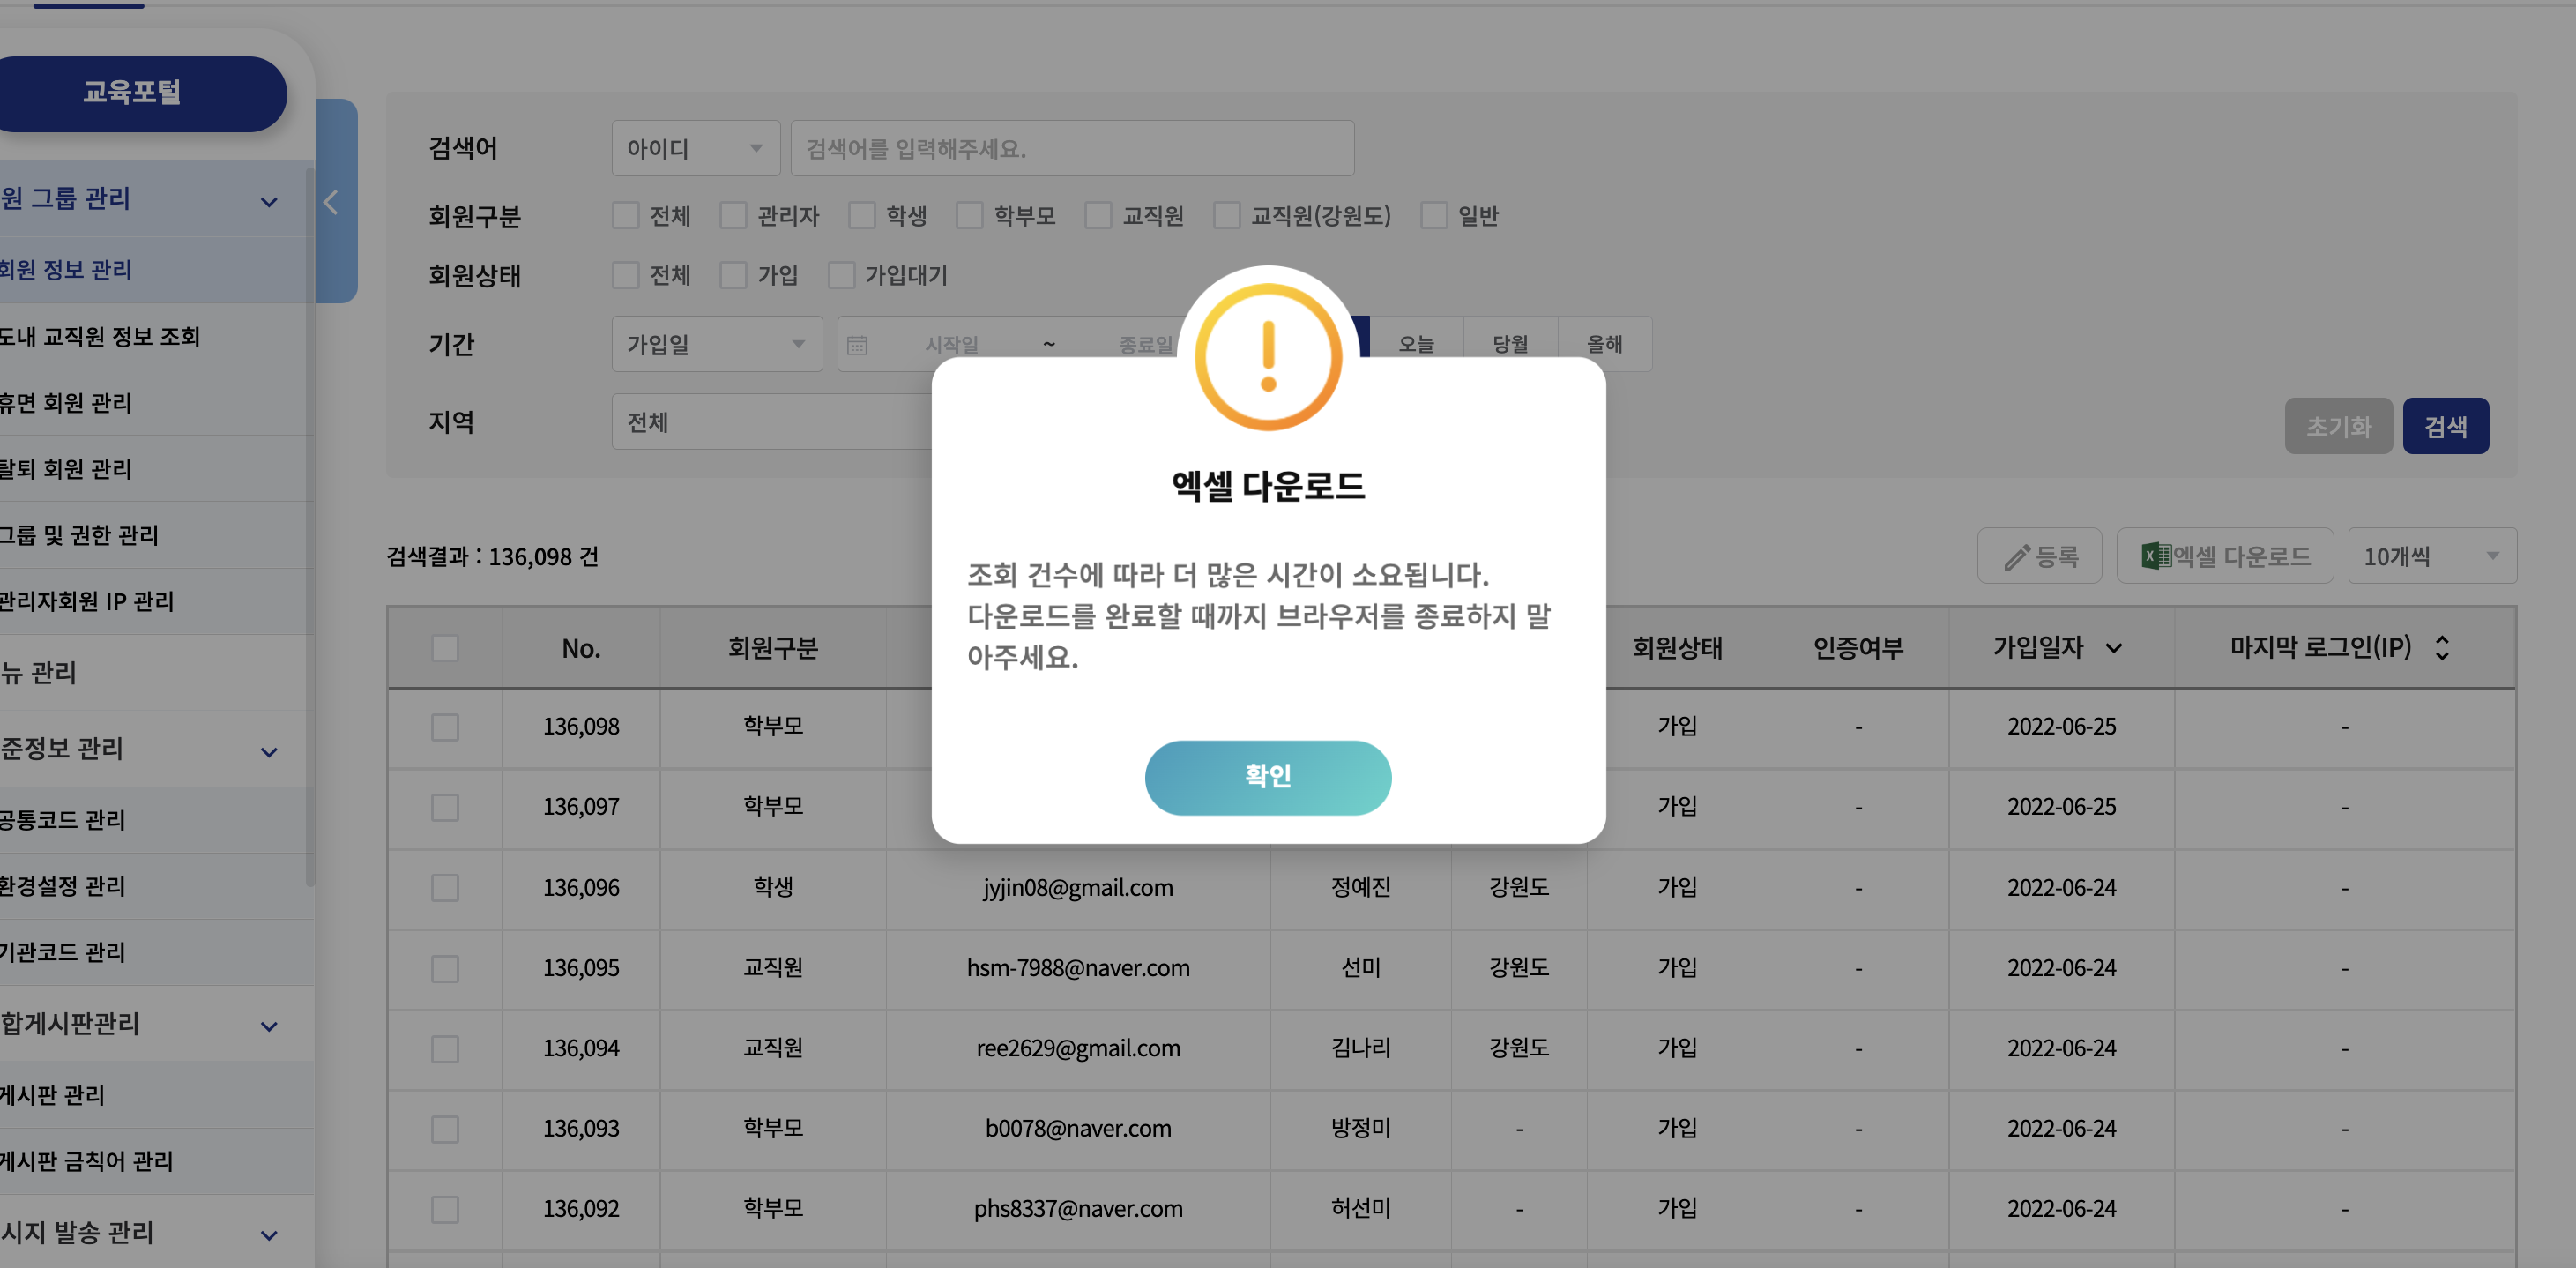 교육포털
원 그룹 관리
회원 정보 관리
도내 교직원 정보 조회
휴면 회원 관리
탈퇴 회원 관리
그룹 및 권한 관리
관리자회원 IP 관리
뉴 관리
준정보 관리
공통코드 관리
환경설정 관리
기관코드 관리
합게시판관리
게시판 관리
게시판 금칙어 관리
시지 발송 관리
검색어 아이디 검색어를 입력해주세요.
회원구분 전체 관리자 학생 학부모 교직원 교직원(강원도) 일반
회원상태 전체 가입 가입대기
기간 가입일 시작일 ~ 종료일 오늘 당월 올해
지역 전체
초기화 검색
엑셀 다운로드
조회 건수에 따라 더 많은 시간이 소요됩니다.
다운로드를 완료할 때까지 브라우저를 종료하지 말
아주세요.
확인
검색결과 : 136,098 건
등록 엑셀 다운로드 10개씩
No. 회원구분 회원상태 인증여부 가입일자 마지막 로그인(IP)
136,098 학부모 가입 - 2022-06-25 -
136,097 학부모 가입 - 2022-06-25 -
136,096 학생 jyjin08@gmail.com 정예진 강원도 가입 - 2022-06-24 -
136,095 교직원 hsm-7988@naver.com 선미 강원도 가입 - 2022-06-24 -
136,094 교직원 ree2629@gmail.com 김나리 강원도 가입 - 2022-06-24 -
136,093 학부모 b0078@naver.com 방정미 - 가입 - 2022-06-24 -
136,092 학부모 phs8337@naver.com 허선미 - 가입 - 2022-06-24 -